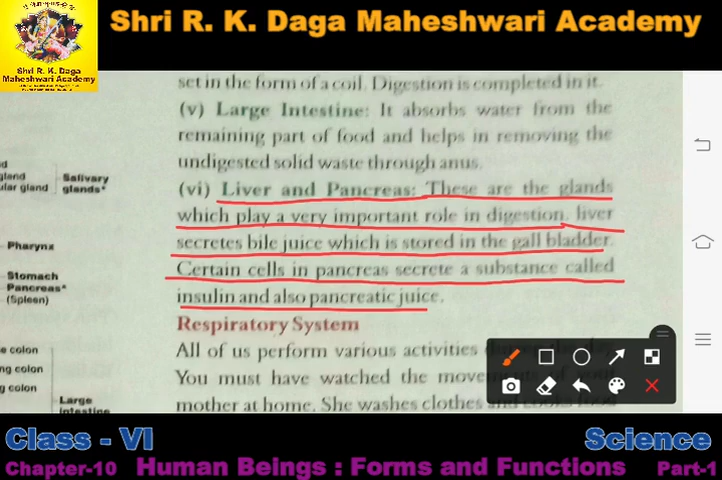 Shri R. K. Daga Maheshwari Academy
Shri R. K. Daga
Maheshwari Academy
set in the form of a coil. Digestion is completed in it.
(v) Large Intestine: It absorbs water from the
remaining part of food and helps in removing the
undigested solid waste through anus.
(vi) Liver and Pancreas: These are the glands
which play a very important role in digestion. liver
secretes bile juice which is stored in the gall bladder.
Certain cells in pancreas secrete a substance called
insulin and also pancreatic juice.
Respiratory System
All of us perform various activities
You must have watched the
mother at home. She washes clothes and cooks food
gland
Salivary
glands*
Pharynx
Stomach
Pancreas*
(Spleen)
colon
colon
colon
Large
intestine
Class - VI
Science
Chapter-10 Human Beings : Forms and Functions Part-1